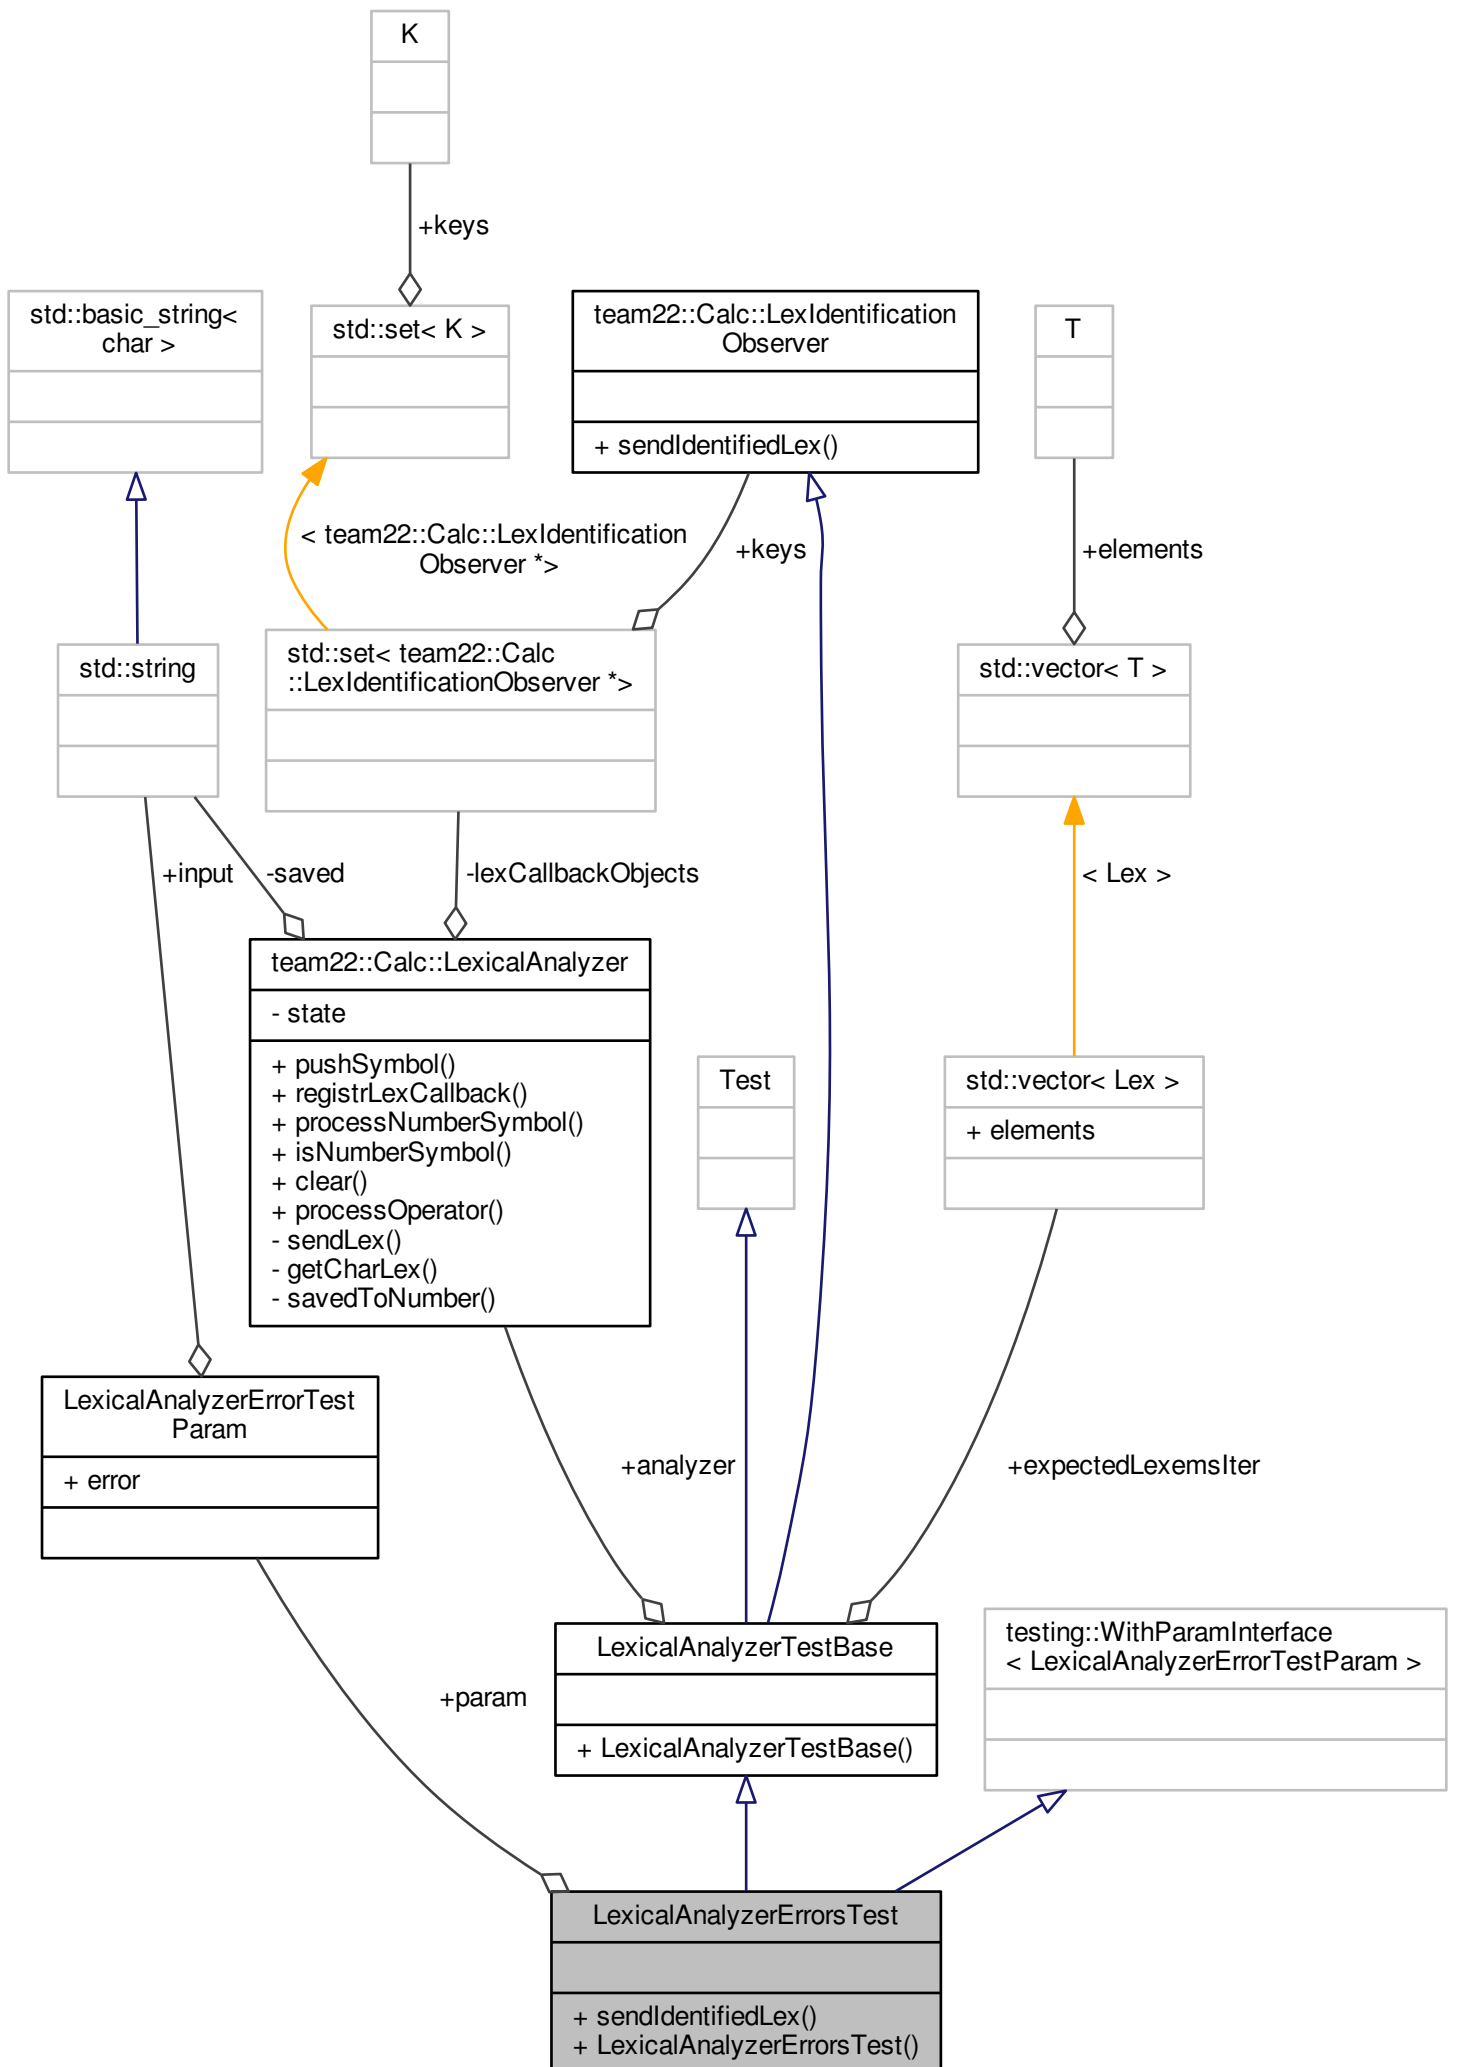 K
+keys
std::basic_string<
char >
std::set< K >
team22::Calc::LexIdentification
Observer
+ sendIdentifiedLex()
T
< team22::Calc::LexIdentification
Observer *>
+keys
+elements
std::string
std::set< team22::Calc
::LexIdentificationObserver *>
std::vector< T >
+input
-saved
-lexCallbackObjects
< Lex >
team22::Calc::LexicalAnalyzer
- state
+ pushSymbol()
+ registrLexCallback()
+ processNumberSymbol()
+ isNumberSymbol()
+ clear()
+ processOperator()
- sendLex()
- getCharLex()
- savedToNumber()
Test
std::vector< Lex >
+ elements
LexicalAnalyzerErrorTest
Param
+ error
+analyzer
+expectedLexemsIter
+param
LexicalAnalyzerTestBase
+ LexicalAnalyzerTestBase()
testing::WithParamInterface
< LexicalAnalyzerErrorTestParam >
LexicalAnalyzerErrorsTest
+ sendIdentifiedLex()
+ LexicalAnalyzerErrorsTest()